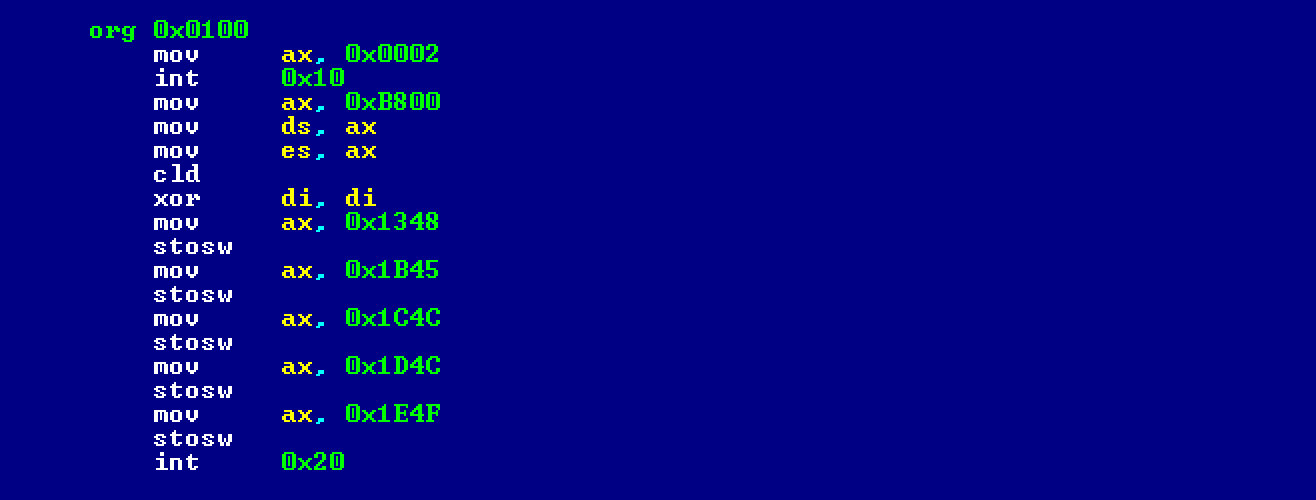 org 0x0100
mov ax, 0x0002
int 0x10
mov ax, 0xB800
mov ds, ax
mov es, ax
cld
xor di, di
mov ax, 0x1348
stosw
mov ax, 0x1B45
stosw
mov ax, 0x1C4C
stosw
mov ax, 0x1D4C
stosw
mov ax, 0x1E4F
stosw
int 0x20